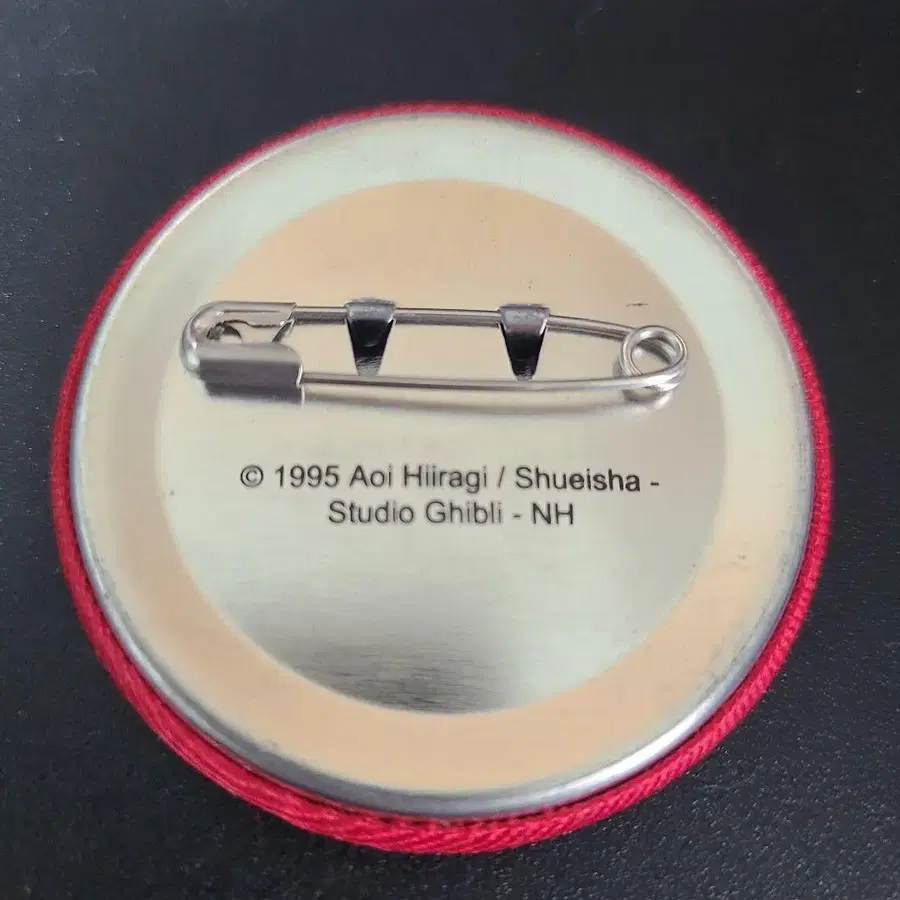 © 1995 Aoi Hiiragi / Shueisha -
Studio Ghibli - NH